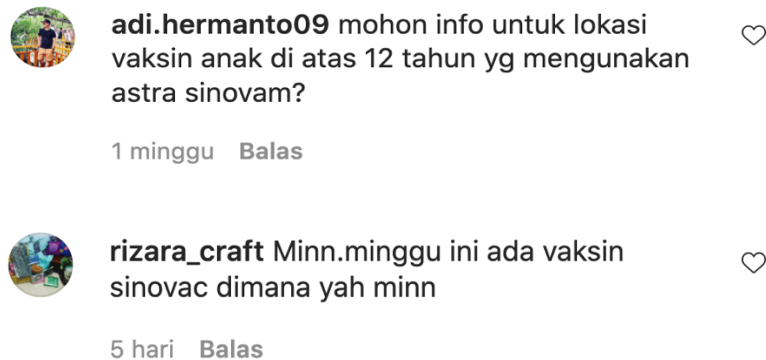 adi.hermanto09 mohon info untuk lokasi
vaksin anak di atas 12 tahun yg mengunakan
astra sinovam?
1 minggu Balas
rizara_craft Minn.minggu ini ada vaksin
sinovac dimana yah minn
5 hari Balas